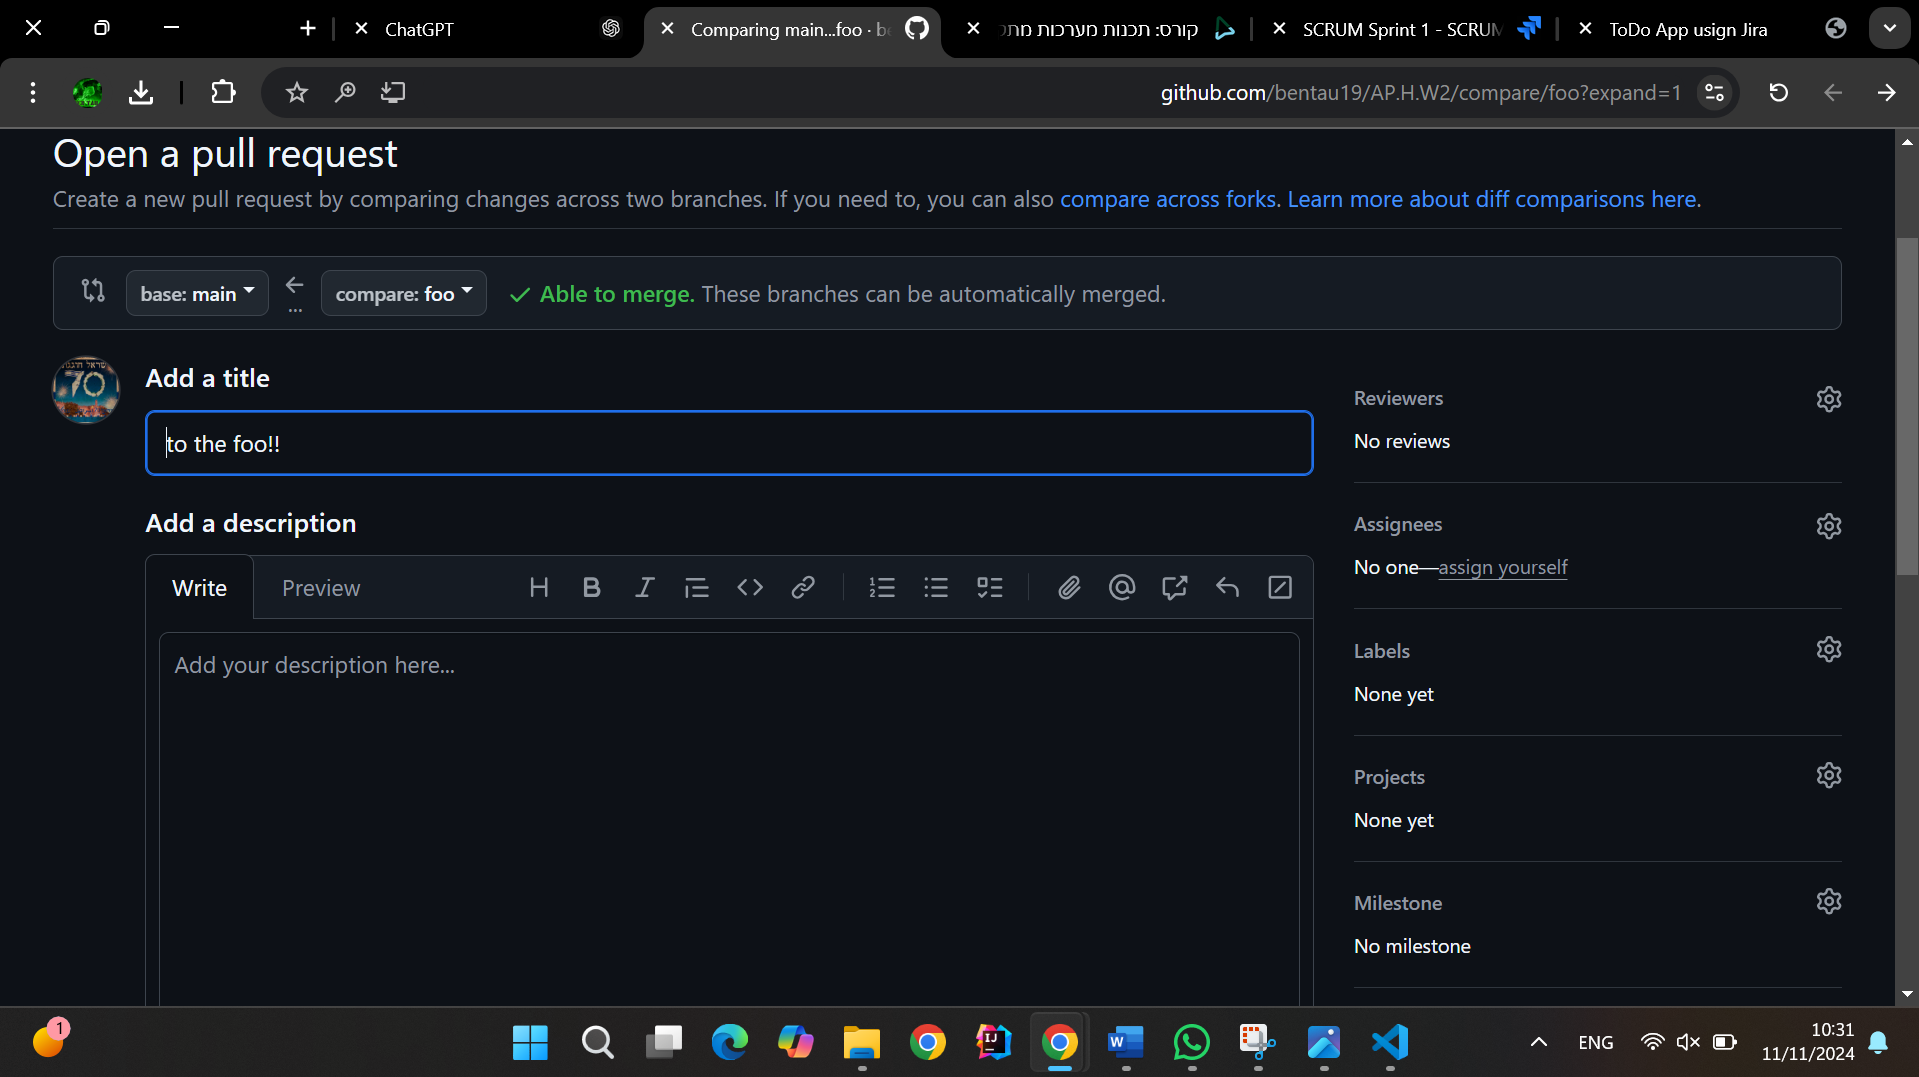 ChatGPT
Comparing main...foo · be
קורס: תכנות מערכות מתכ
SCRUM Sprint 1 - SCRUM
ToDo App usign Jira
github.com/bentau19/AP.H.W2/compare/foo?expand=1
Open a pull request
Create a new pull request by comparing changes across two branches. If you need to, you can also compare across forks. Learn more about diff comparisons here.
base: main
compare: foo
Able to merge. These branches can be automatically merged.
70
Add a title
to the foo!!
Add a description
Write
Preview
Add your description here...
Reviewers
No reviews
Assignees
No one—assign yourself
Labels
None yet
Projects
None yet
Milestone
No milestone
1
ENG
10:31
11/11/2024